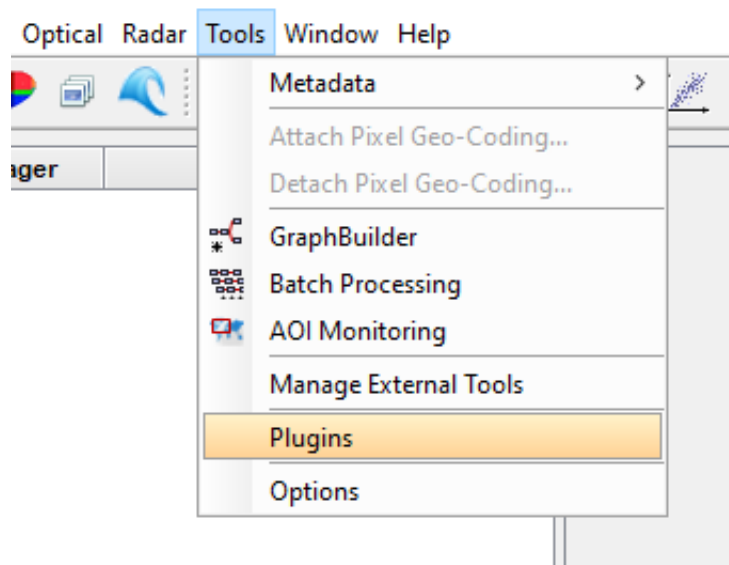 Optical Radar Tools Window Help
Metadata
ager
Attach Pixel Geo-Coding...
Detach Pixel Geo-Coding...
GraphBuilder
Batch Processing
AOI Monitoring
Manage External Tools
Plugins
Options